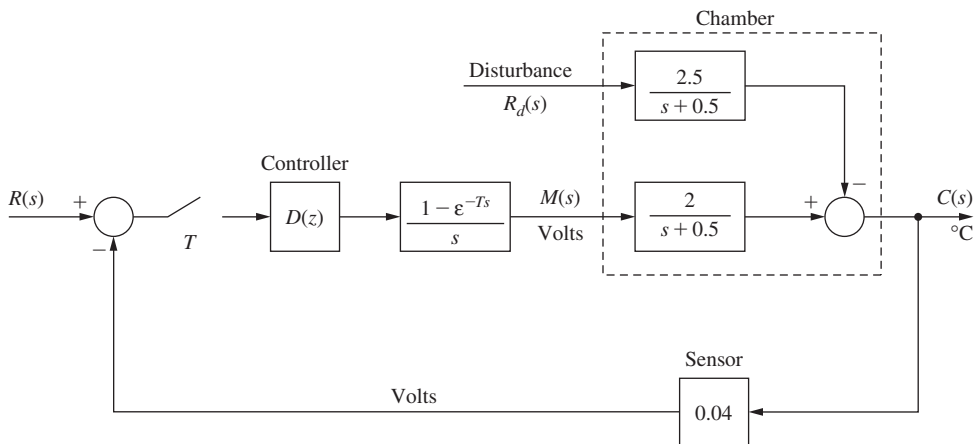 Chamber
Disturbance
R_d(s)
2.5
s + 0.5
−
Controller
R(s)
+
−
T
D(z)
1 − ε^{−Ts}
s
M(s)
Volts
2
s + 0.5
+
C(s)
°C
Sensor
Volts
0.04